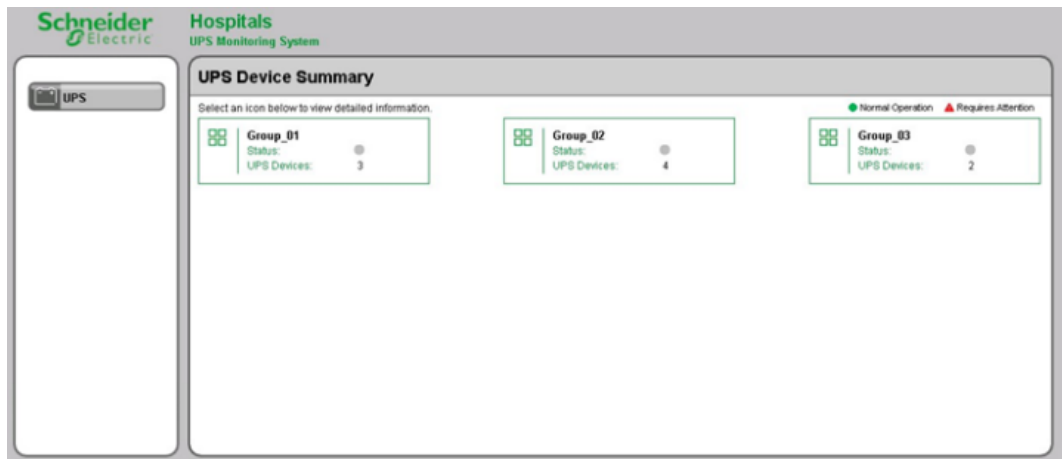 Schneider
Electric
Hospitals
UPS Monitoring System
UPS
UPS Device Summary
Select an icon below to view detailed information.
Normal Operation Requires Attention
Group_01
Status:
UPS Devices: 3
Group_02
Status:
UPS Devices: 4
Group_03
Status:
UPS Devices: 2